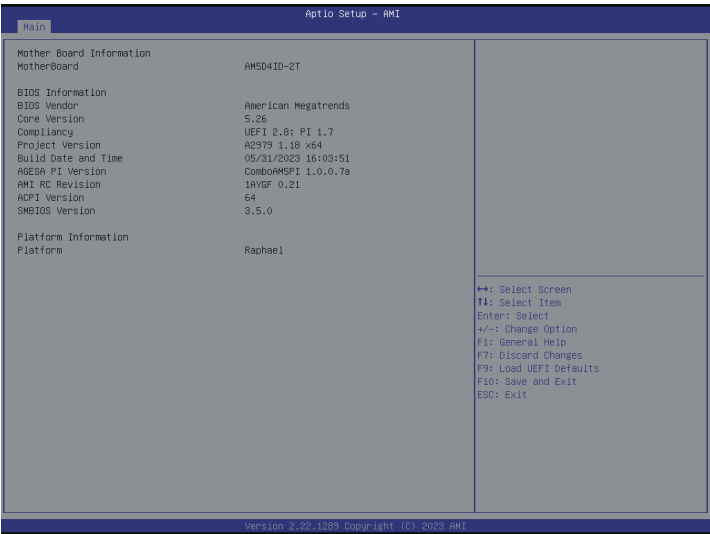 Aptio Setup – AMI
Main
Mother Board Information
MotherBoard AM5D4ID-2T
BIOS Information
BIOS Vendor American Megatrends
Core Version 5.26
Compliancy UEFI 2.8; PI 1.7
Project Version A2979 1.18 x64
Build Date and Time 05/31/2023 16:03:51
AGESA PI Version ComboAM5PI 1.0.0.7a
AMI RC Revision 1AYGF 0.21
ACPI Version 64
SMBIOS Version 3.5.0
Platform Information
Platform Raphael
↔: Select Screen
↑↓: Select Item
Enter: Select
+/-: Change Option
F1: General Help
F7: Discard Changes
F9: Load UEFI Defaults
F10: Save and Exit
ESC: Exit
Version 2.22.1289 Copyright (C) 2023 AMI